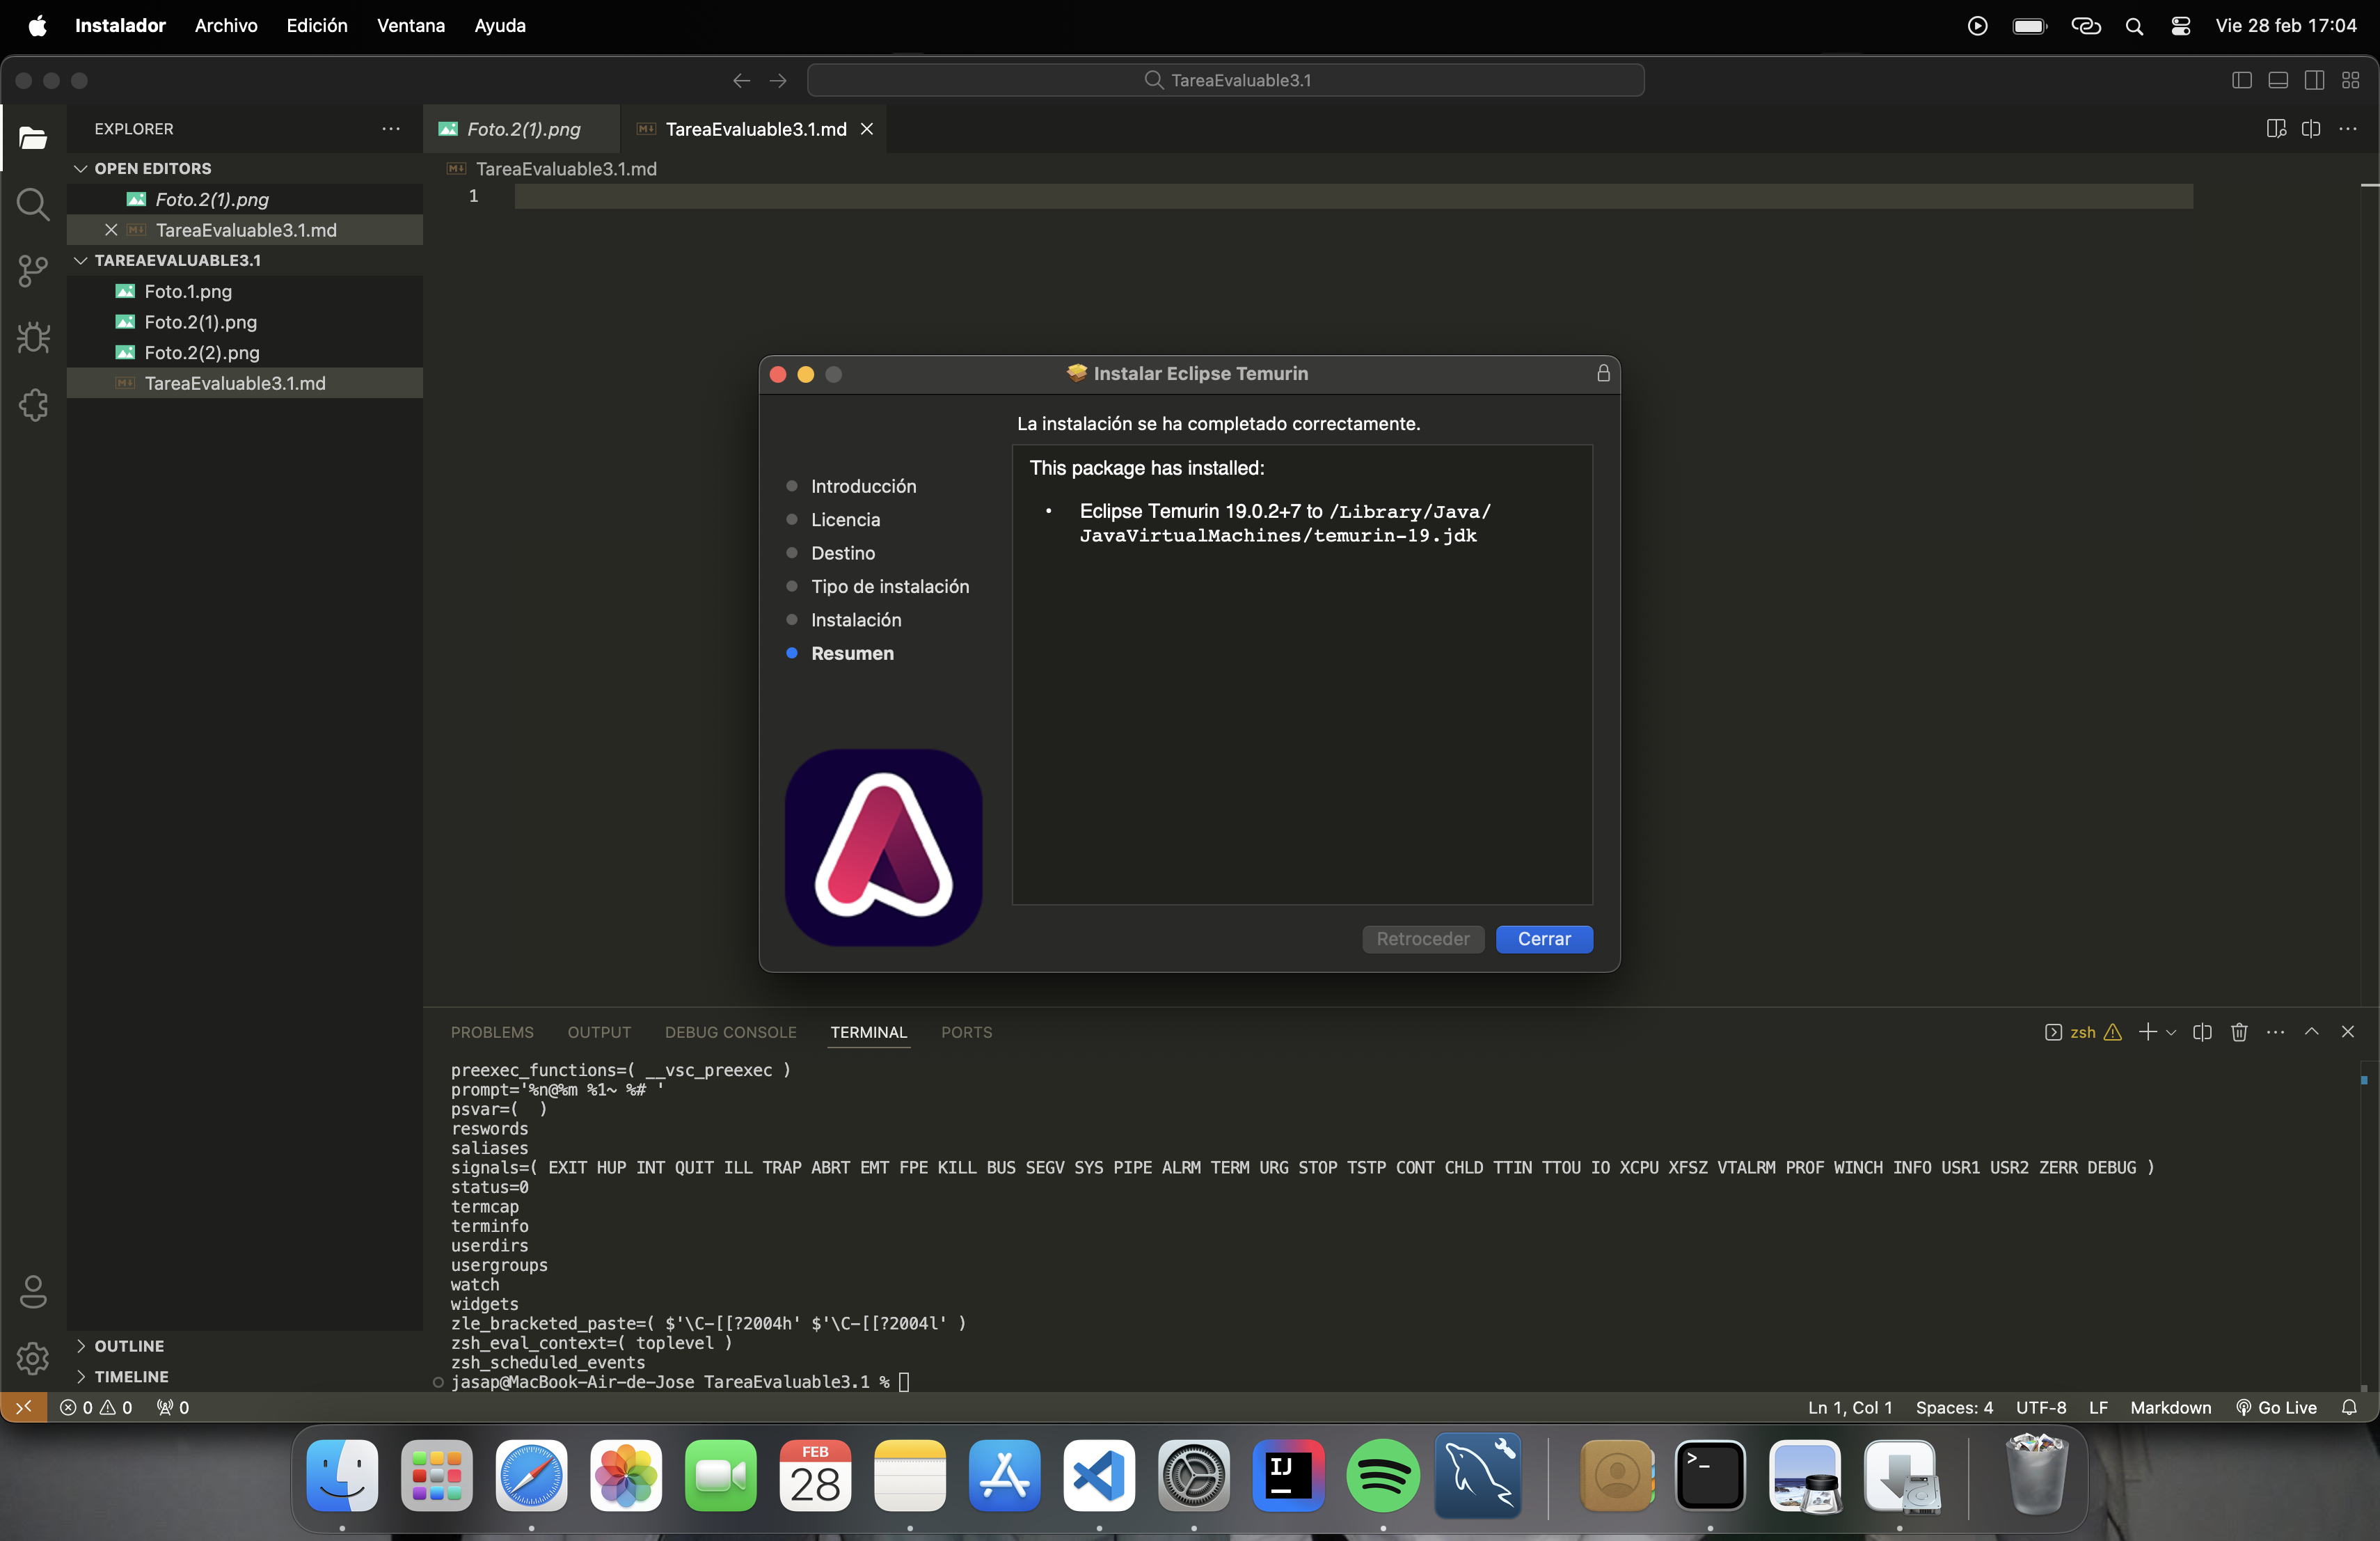 Instalador Archivo Edición Ventana Ayuda Vie 28 feb 17:04
TareaEvaluable3.1
EXPLORER
Foto.2(1).png
TareaEvaluable3.1.md
OPEN EDITORS
TareaEvaluable3.1.md
Foto.2(1).png
1
TareaEvaluable3.1.md
TAREAEVALUABLE3.1
Foto.1.png
Foto.2(1).png
Foto.2(2).png
TareaEvaluable3.1.md
Instalar Eclipse Temurin
La instalación se ha completado correctamente.
This package has installed:
• Eclipse Temurin 19.0.2+7 to /Library/Java/
JavaVirtualMachines/temurin-19.jdk
Introducción
Licencia
Destino
Tipo de instalación
Instalación
Resumen
Retroceder Cerrar
PROBLEMS OUTPUT DEBUG CONSOLE TERMINAL PORTS zsh
preexec_functions=( __vsc_preexec )
prompt='%n@%m %1~ %# '
psvar=(  )
reswords
saliases
signals=( EXIT HUP INT QUIT ILL TRAP ABRT EMT FPE KILL BUS SEGV SYS PIPE ALRM TERM URG STOP TSTP CONT CHLD TTIN TTOU IO XCPU XFSZ VTALRM PROF WINCH INFO USR1 USR2 ZERR DEBUG )
status=0
termcap
terminfo
userdirs
usergroups
watch
widgets
zle_bracketed_paste=( $'\C-[[?2004h' $'\C-[[?2004l' )
zsh_eval_context=( toplevel )
zsh_scheduled_events
jasap@MacBook-Air-de-Jose TareaEvaluable3.1 %
OUTLINE
TIMELINE
0 0 0 Ln 1, Col 1 Spaces: 4 UTF-8 LF Markdown Go Live
FEB
28
IJ
>_